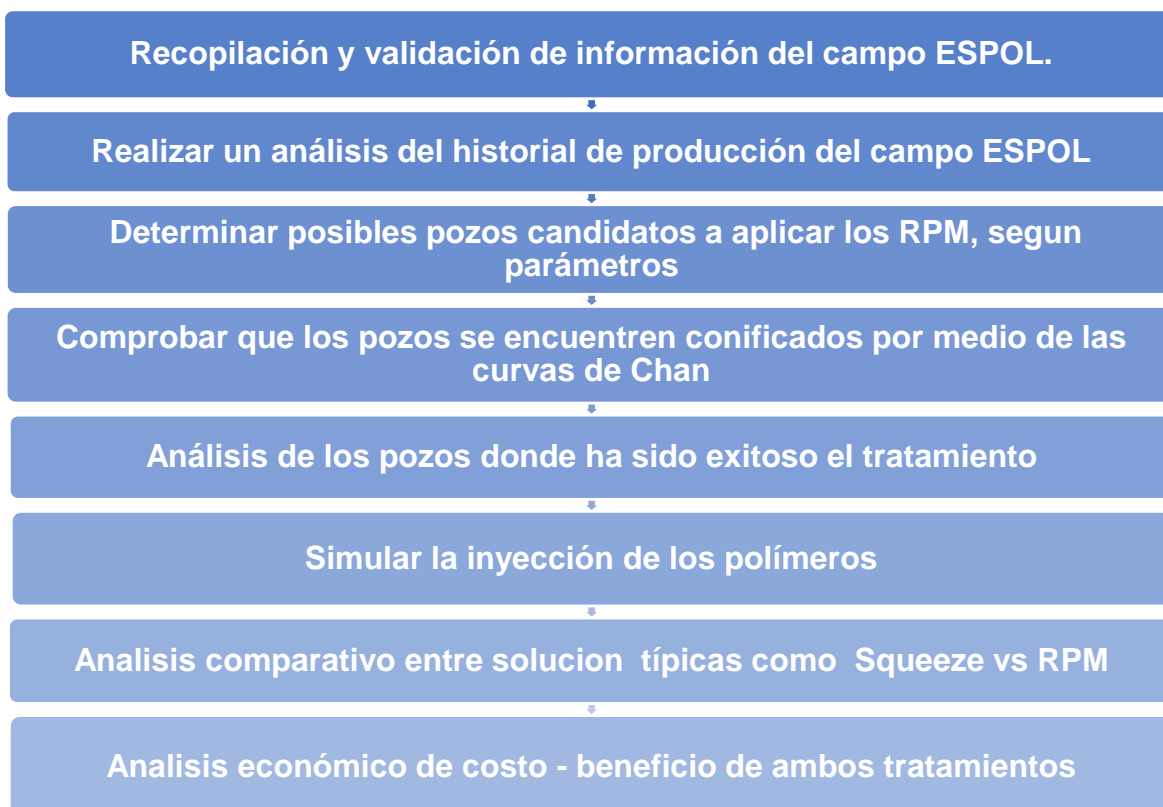 Recopilación y validación de información del campo ESPOL.
Realizar un análisis del historial de producción del campo ESPOL
Determinar posibles pozos candidatos a aplicar los RPM, segun
parámetros
Comprobar que los pozos se encuentren conificados por medio de las
curvas de Chan
Análisis de los pozos donde ha sido exitoso el tratamiento
Simular la inyección de los polímeros
Analisis comparativo entre solucion típicas como Squeeze vs RPM
Analisis económico de costo - beneficio de ambos tratamientos